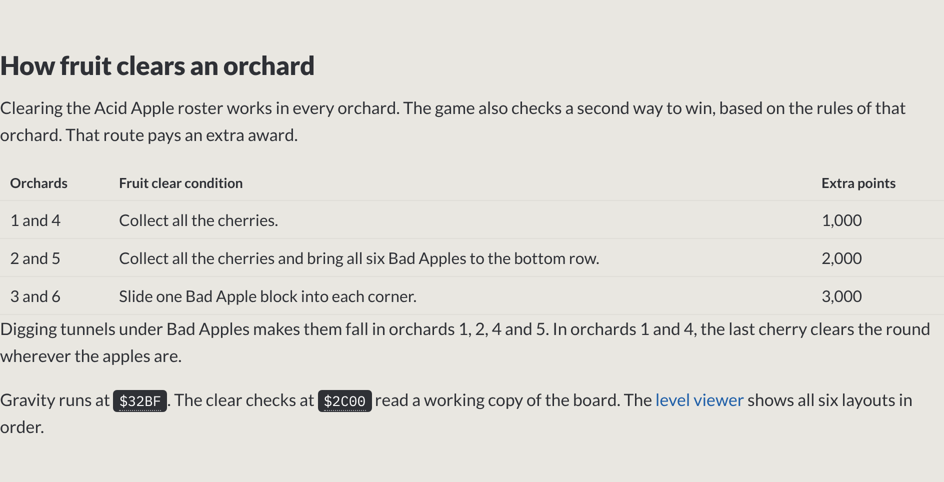 How fruit clears an orchard
Clearing the Acid Apple roster works in every orchard. The game also checks a second way to win, based on the rules of that
orchard. That route pays an extra award.
Orchards Fruit clear condition Extra points
1 and 4 Collect all the cherries. 1,000
2 and 5 Collect all the cherries and bring all six Bad Apples to the bottom row. 2,000
3 and 6 Slide one Bad Apple block into each corner. 3,000
Digging tunnels under Bad Apples makes them fall in orchards 1, 2, 4 and 5. In orchards 1 and 4, the last cherry clears the round
wherever the apples are.
Gravity runs at $32BF. The clear checks at $2C00 read a working copy of the board. The level viewer shows all six layouts in
order.